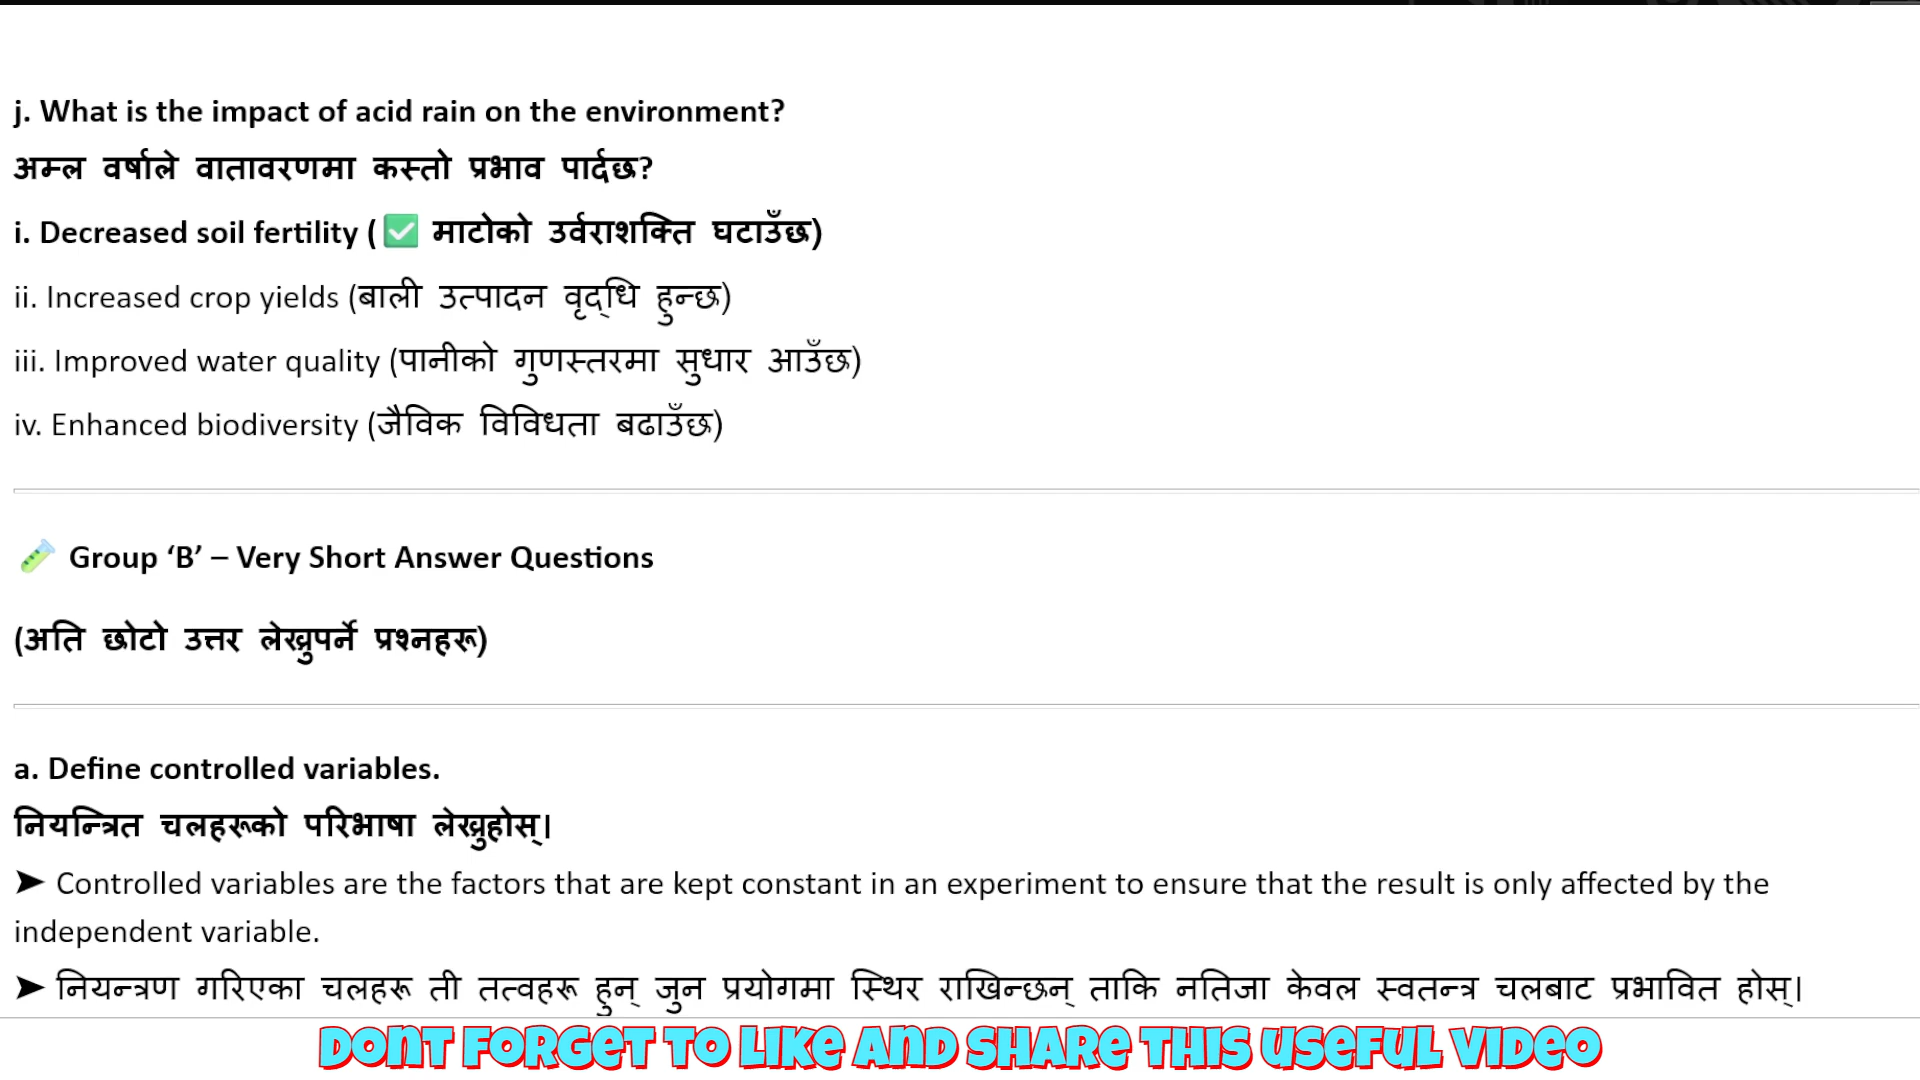 j. What is the impact of acid rain on the environment?
अम्ल वर्षाले वातावरणमा कस्तो प्रभाव पार्दछ?
i. Decreased soil fertility (✅ माटोको उर्वराशक्ति घटाउँछ)
ii. Increased crop yields (बाली उत्पादन वृद्धि हुन्छ)
iii. Improved water quality (पानीको गुणस्तरमा सुधार आउँछ)
iv. Enhanced biodiversity (जैविक विविधता बढाउँछ)
🧪 Group ‘B’ – Very Short Answer Questions
(अति छोटो उत्तर लेख्नुपर्ने प्रश्नहरू)
a. Define controlled variables.
नियन्त्रित चलहरूको परिभाषा लेख्नुहोस्।
➤ Controlled variables are the factors that are kept constant in an experiment to ensure that the result is only affected by the
independent variable.
➤ नियन्त्रण गरिएका चलहरू ती तत्वहरू हुन् जुन प्रयोगमा स्थिर राखिन्छन् ताकि नतिजा केवल स्वतन्त्र चलबाट प्रभावित होस्।
DONT FORGET TO LIKE AND SHARE THIS USEFUL VIDEO